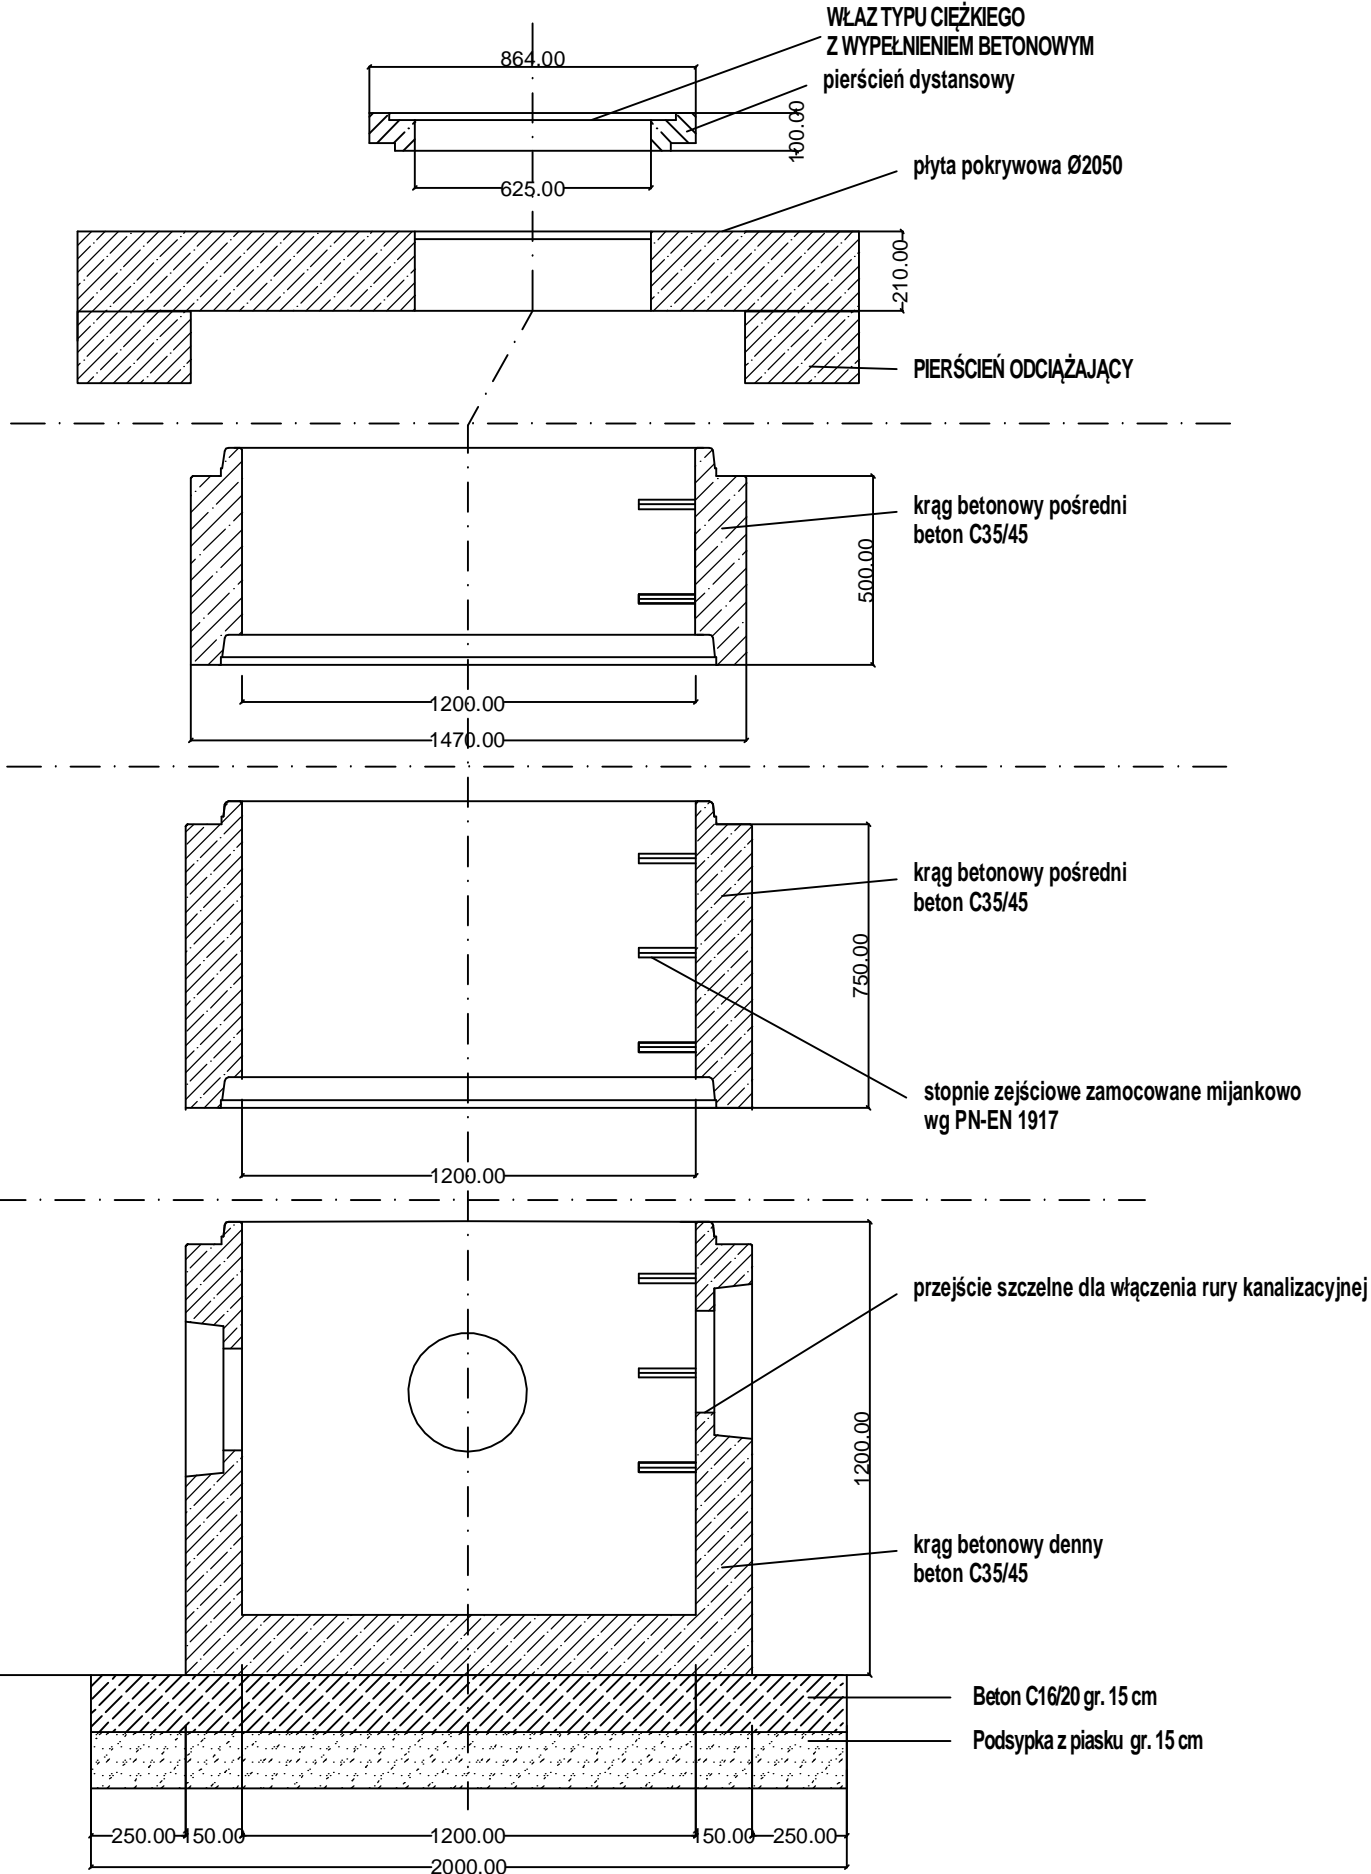 WŁAZ TYPU CIĘŻKIEGO
Z WYPEŁNIENIEM BETONOWYM
864.00
pierścień dystansowy
100.00
płyta pokrywowa Ø2050
625.00
210.00
PIERŚCIEŃ ODCIĄŻAJĄCY
krąg betonowy pośredni
beton C35/45
500.00
1200.00
1470.00
krąg betonowy pośredni
beton C35/45
750.00
stopnie zejściowe zamocowane mijankowo
wg PN-EN 1917
1200.00
przejście szczelne dla włączenia rury kanalizacyjnej
1200.00
krąg betonowy denny
beton C35/45
Beton C16/20 gr. 15 cm
Podsypka z piasku gr. 15 cm
250.00 150.00 1200.00 150.00 250.00
2000.00